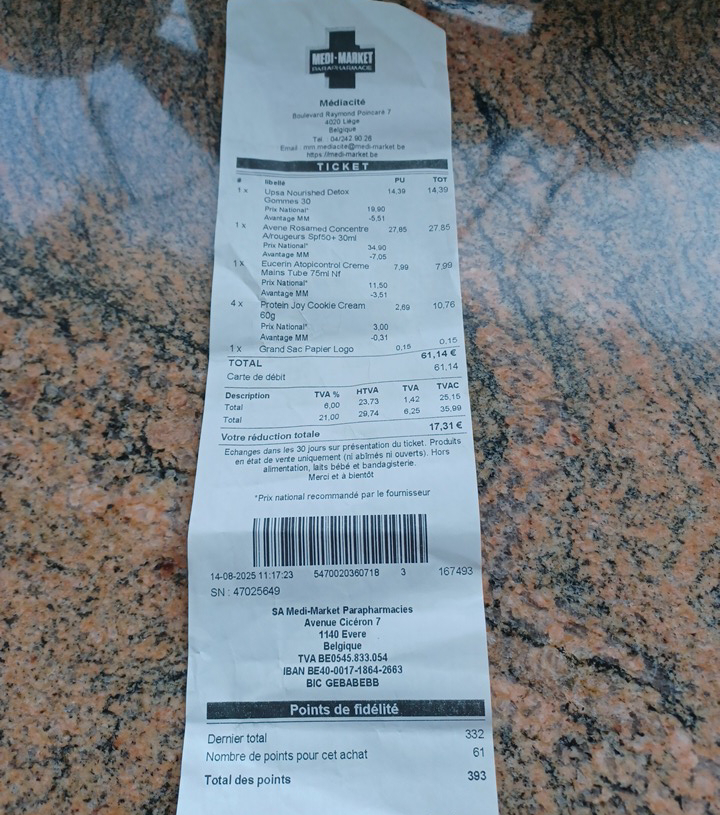 MEDI-MARKET
PARAPHARMACIE
Médiacité
Boulevard Raymond Poincaré 7
4020 Liège
Belgique
Tel : 04/242.90.26
Email : mm.mediacite@medi-market.be
https://medi-market.be
TICKET
# libellé PU TOT
1 x Upsa Nourished Detox 14,39 14,39
Gommes 30
Prix National* 19,90
Avantage MM -5,51
1 x Avene Rosamed Concentre 27,85 27,85
A/rougeurs Spf50+ 30ml
Prix National* 34,90
Avantage MM -7,05
1 x Eucerin Atopicontrol Creme 7,99 7,99
Mains Tube 75ml Nf
Prix National* 11,50
Avantage MM -3,51
4 x Protein Joy Cookie Cream 2,69 10,76
60g
Prix National* 3,00
Avantage MM -0,31
1 x Grand Sac Papier Logo 0,15 0,15
TOTAL 61,14 €
Carte de débit 61,14
Description TVA % HTVA TVA TVAC
Total 6,00 23,73 1,42 25,15
Total 21,00 29,74 6,25 35,99
Votre réduction totale 17,31 €
Echanges dans les 30 jours sur présentation du ticket. Produits
en état de vente uniquement (ni abîmés ni ouverts). Hors
alimentation, laits bébé et bandagisterie.
Merci et à bientôt
*Prix national recommandé par le fournisseur
14-08-2025 11:17:23 5470020360718 3 167493
SN : 47025649
SA Medi-Market Parapharmacies
Avenue Cicéron 7
1140 Evere
Belgique
TVA BE0545.833.054
IBAN BE40-0017-1864-2663
BIC GEBABEBB
Points de fidélité
Dernier total 332
Nombre de points pour cet achat 61
Total des points 393